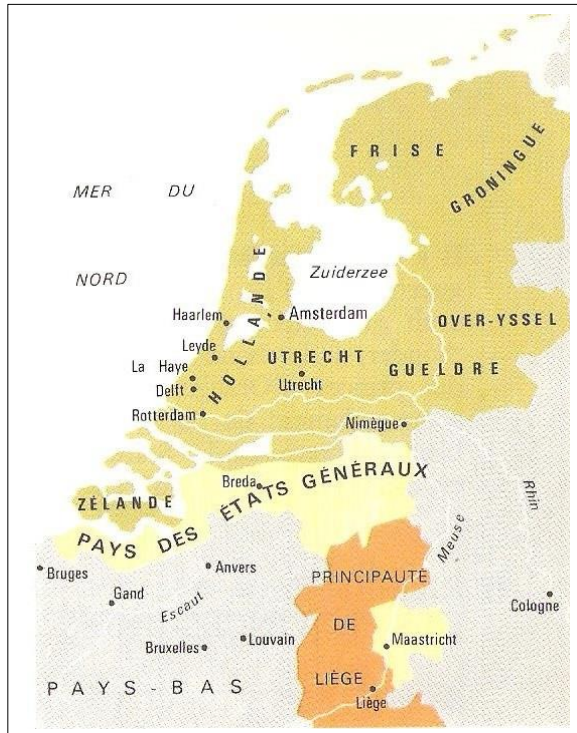 FRISE
GRONINGUE
MER DU
NORD
Zuiderzee
HOLLANDE
Haarlem
Amsterdam
OVER-YSSEL
Leyde
UTRECHT
GUELDRE
La Haye
Utrecht
Delft
Rotterdam
Nimègue
Breda
ZÉLANDE
PAYS DES ÉTATS GÉNÉRAUX
Rhin
Meuse
Bruges
Anvers
PRINCIPAUTÉ
Gand
Escaut
Cologne
DE
Louvain
Maastricht
Bruxelles
LIÈGE
PAYS-BAS
Liège